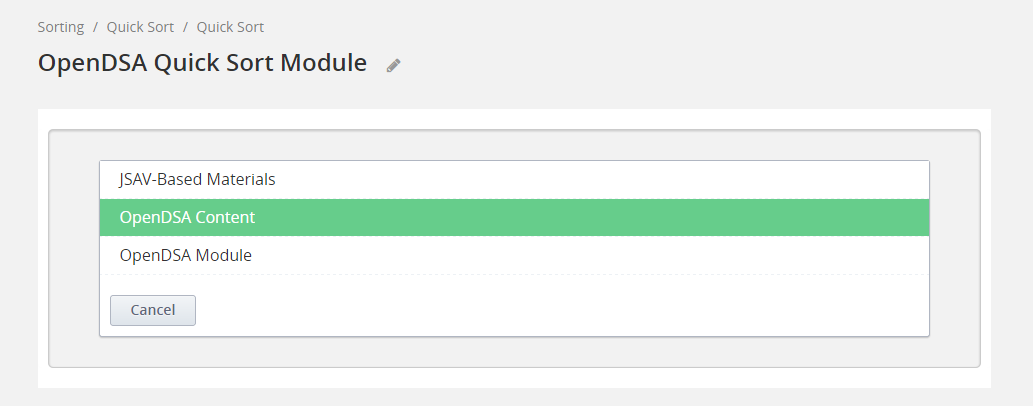 Sorting / Quick Sort / Quick Sort
OpenDSA Quick Sort Module
JSAV-Based Materials
OpenDSA Content
OpenDSA Module
Cancel